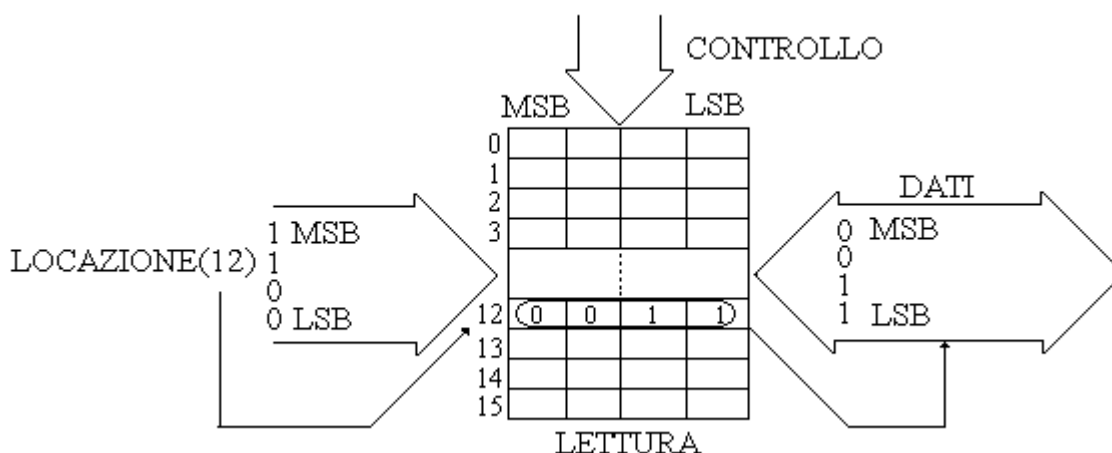 CONTROLLO
MSB LSB
0
1
2
3
12 0 0 1 1
13
14
15
LETTURA
LOCAZIONE(12)
1 MSB
1
0
0 LSB
DATI
0 MSB
0
1
1 LSB